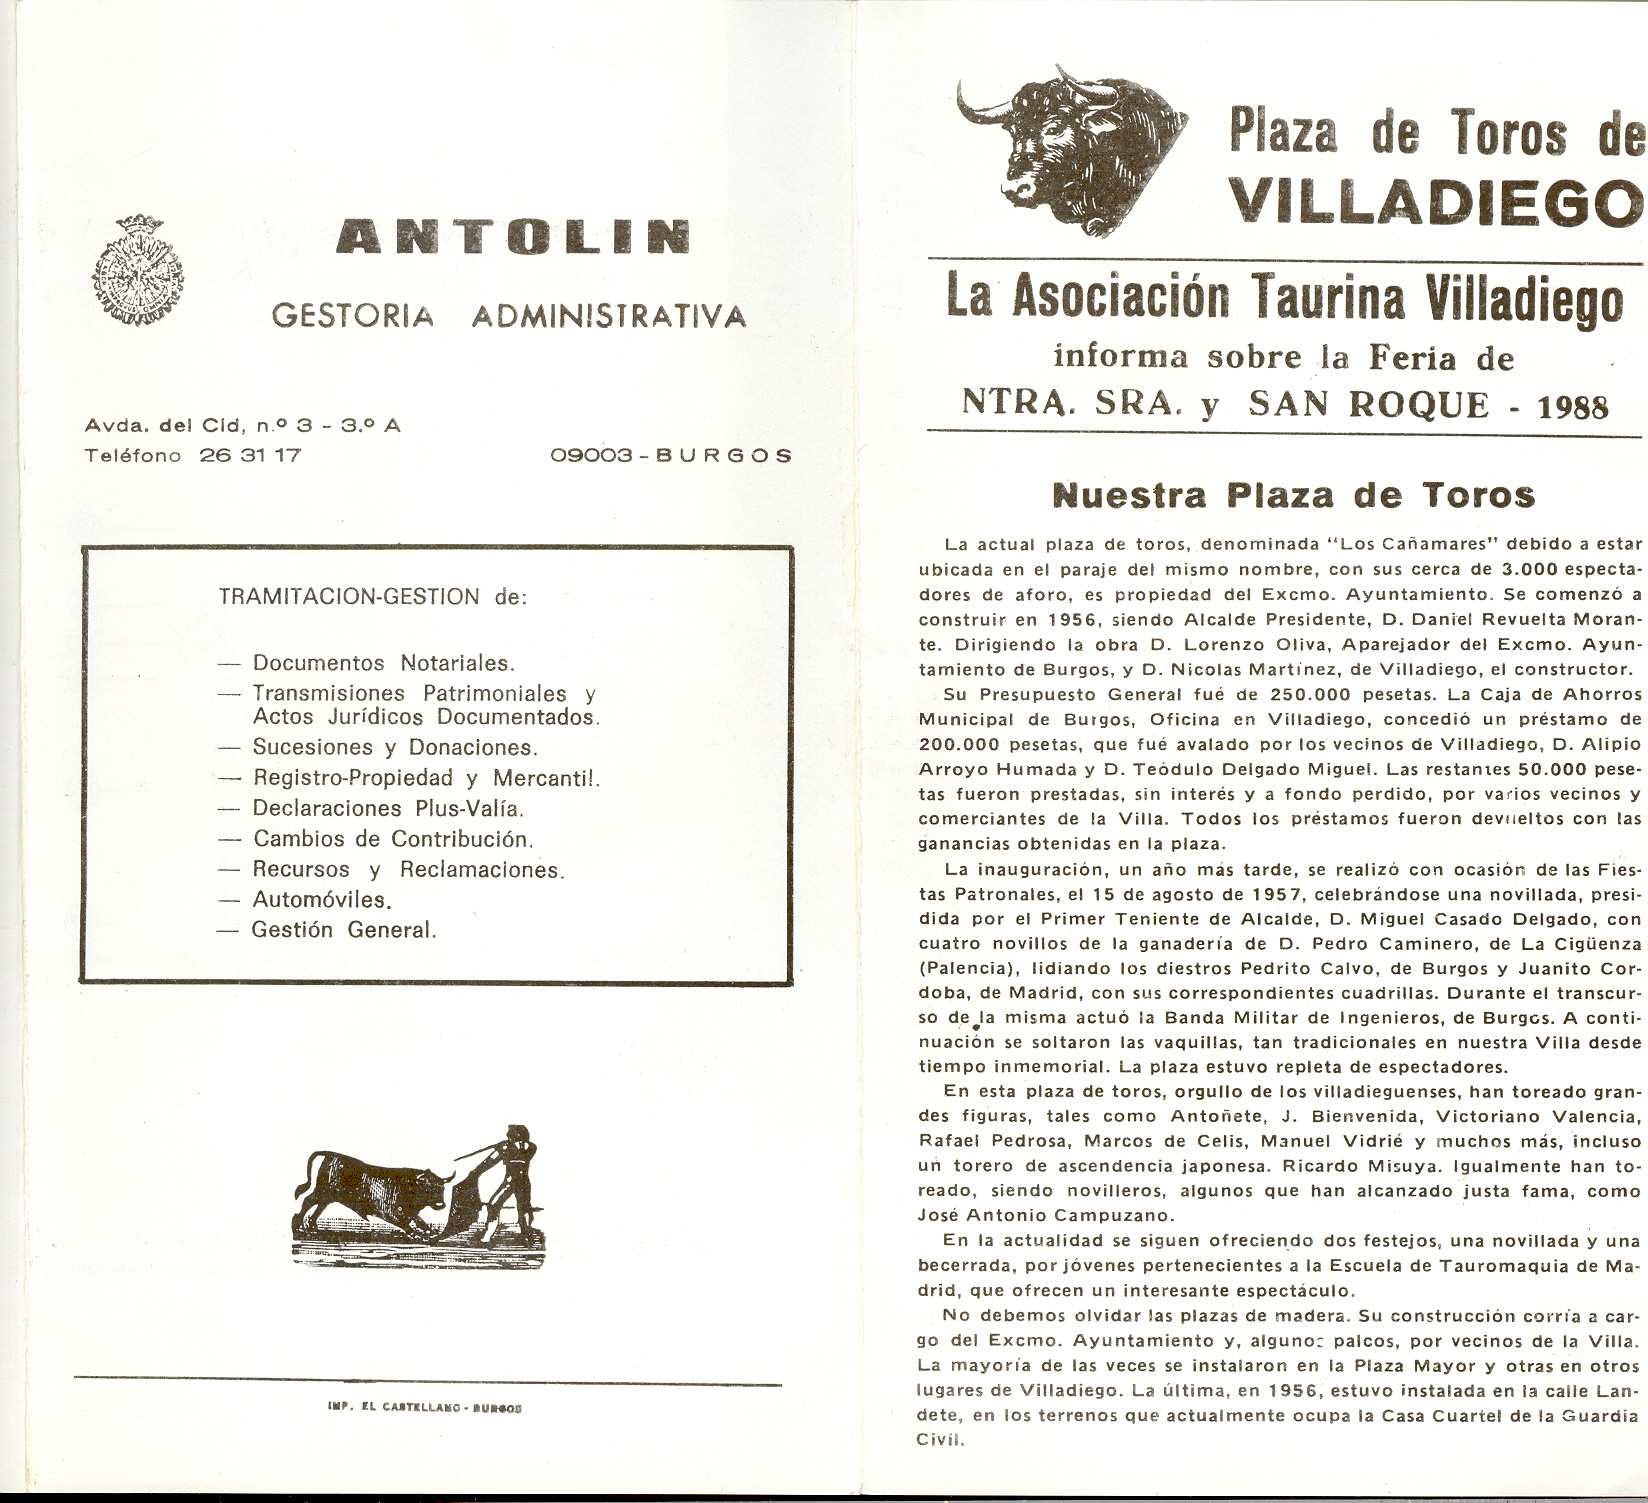 ANTOLIN
GESTORIA ADMINISTRATIVA
Avda. del Cid, n.º 3 - 3.º A
Teléfono 26 31 17
09003 - BURGOS
TRAMITACION-GESTION de:
— Documentos Notariales.
— Transmisiones Patrimoniales y
Actos Jurídicos Documentados.
— Sucesiones y Donaciones.
— Registro-Propiedad y Mercantil.
— Declaraciones Plus-Valía.
— Cambios de Contribución.
— Recursos y Reclamaciones.
— Automóviles.
— Gestión General.
IMP. EL CASTELLANO - BURGOS
Plaza de Toros de
VILLADIEGO
La Asociación Taurina Villadiego
informa sobre la Feria de
NTRA. SRA. y SAN ROQUE - 1988
Nuestra Plaza de Toros
La actual plaza de toros, denominada "Los Cañamares" debido a estar
ubicada en el paraje del mismo nombre, con sus cerca de 3.000 especta-
dores de aforo, es propiedad del Excmo. Ayuntamiento. Se comenzó a
construir en 1956, siendo Alcalde Presidente, D. Daniel Revuelta Moran-
te. Dirigiendo la obra D. Lorenzo Oliva, Aparejador del Excmo. Ayun-
tamiento de Burgos, y D. Nicolas Martínez, de Villadiego, el constructor.
Su Presupuesto General fué de 250.000 pesetas. La Caja de Ahorros
Municipal de Burgos, Oficina en Villadiego, concedió un préstamo de
200.000 pesetas, que fué avalado por los vecinos de Villadiego, D. Alipio
Arroyo Humada y D. Teódulo Delgado Miguel. Las restantes 50.000 pese-
tas fueron prestadas, sin interés y a fondo perdido, por varios vecinos y
comerciantes de la Villa. Todos los préstamos fueron devueltos con las
ganancias obtenidas en la plaza.
La inauguración, un año más tarde, se realizó con ocasión de las Fies-
tas Patronales, el 15 de agosto de 1957, celebrándose una novillada, presi-
dida por el Primer Teniente de Alcalde, D. Miguel Casado Delgado, con
cuatro novillos de la ganadería de D. Pedro Caminero, de La Cigüenza
(Palencia), lidiando los diestros Pedrito Calvo, de Burgos y Juanito Cor-
doba, de Madrid, con sus correspondientes cuadrillas. Durante el transcur-
so de la misma actuó la Banda Militar de Ingenieros, de Burgos. A conti-
nuación se soltaron las vaquillas, tan tradicionales en nuestra Villa desde
tiempo inmemorial. La plaza estuvo repleta de espectadores.
En esta plaza de toros, orgullo de los villadieguenses, han toreado gran-
des figuras, tales como Antoñete, J. Bienvenida, Victoriano Valencia,
Rafael Pedrosa, Marcos de Celis, Manuel Vidrié y muchos más, incluso
un torero de ascendencia japonesa. Ricardo Misuya. Igualmente han to-
reado, siendo novilleros, algunos que han alcanzado justa fama, como
José Antonio Campuzano.
En la actualidad se siguen ofreciendo dos festejos, una novillada y una
becerrada, por jóvenes pertenecientes a la Escuela de Tauromaquia de Ma-
drid, que ofrecen un interesante espectáculo.
No debemos olvidar las plazas de madera. Su construcción corría a car-
go del Excmo. Ayuntamiento y, algunos palcos, por vecinos de la Villa.
La mayoría de las veces se instalaron en la Plaza Mayor y otras en otros
lugares de Villadiego. La última, en 1956, estuvo instalada en la calle Lan-
dete, en los terrenos que actualmente ocupa la Casa Cuartel de la Guardia
Civil.